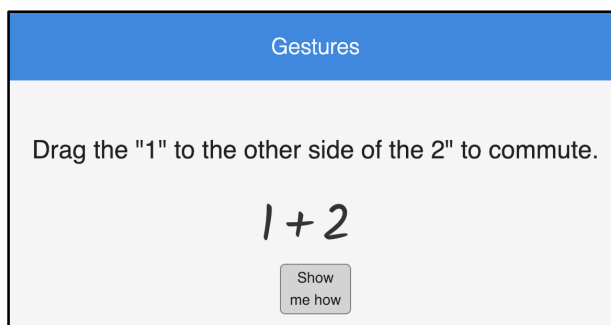 Gestures
Drag the "1" to the other side of the 2" to commute.
1 + 2
Show
me how